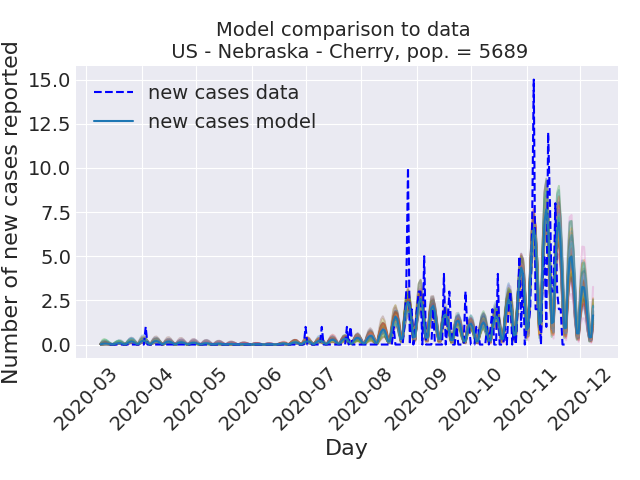 Model comparison to data
US - Nebraska - Cherry, pop. = 5689
15.0
12.5
10.0
7.5
5.0
2.5
0.0
Number of new cases reported
new cases data
new cases model
2020-03
2020-04
2020-05
2020-06
2020-07
2020-08
2020-09
2020-10
2020-11
2020-12
Day